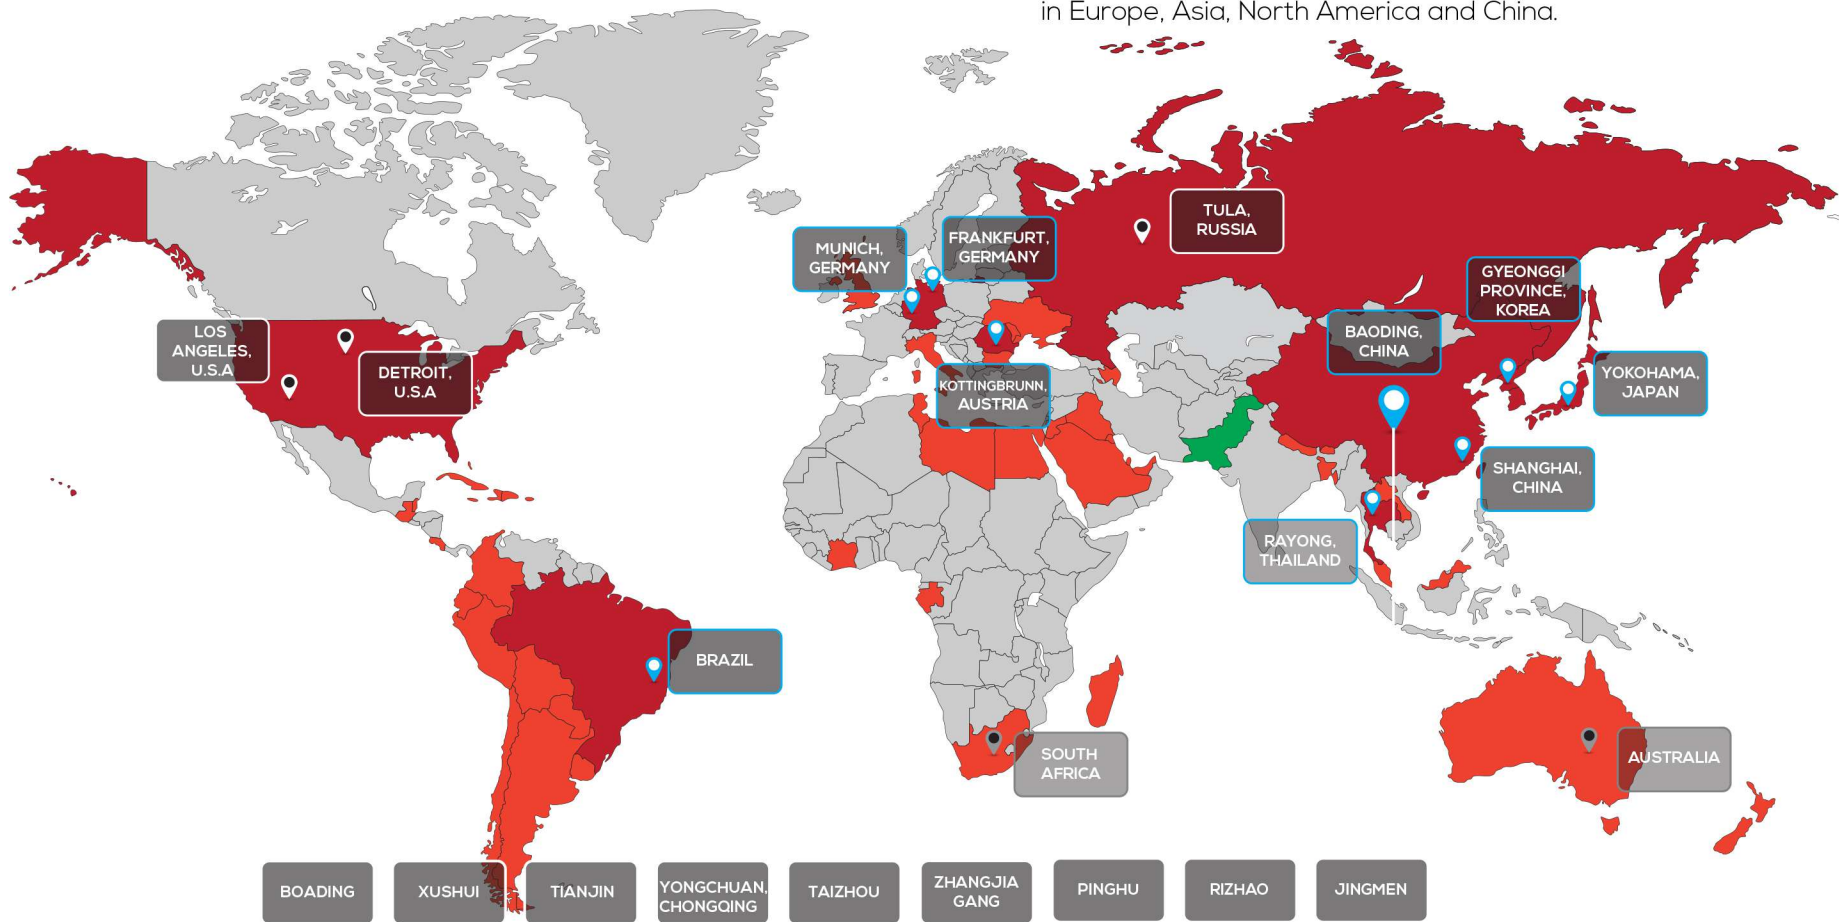 in Europe, Asia, North America and China.
TULA,
RUSSIA
MUNICH,
GERMANY
FRANKFURT,
GERMANY
GYEONGGI
PROVINCE,
KOREA
LOS
ANGELES,
U.S.A
DETROIT,
U.S.A
BAODING,
CHINA
KOTTINGBRUNN,
AUSTRIA
YOKOHAMA,
JAPAN
SHANGHAI,
CHINA
RAYONG,
THAILAND
BRAZIL
SOUTH
AFRICA
AUSTRALIA
BOADING
XUSHUI
TIANJIN
YONGCHUAN,
CHONGQING
TAIZHOU
ZHANGJIA
GANG
PINGHU
RIZHAO
JINGMEN